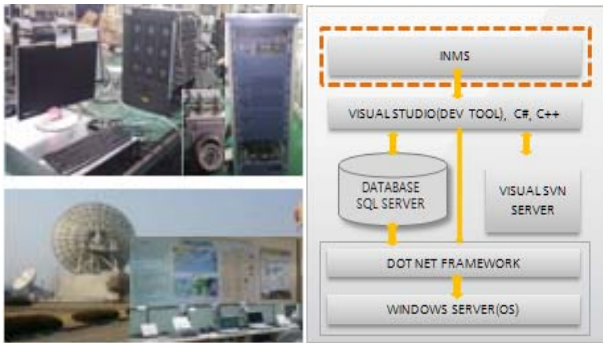 INMS
VISUAL STUDIO(DEV TOOL), C#, C++
DATABASE
SQL SERVER
VISUAL SVN
SERVER
DOT NET FRAMEWORK
WINDOWS SERVER(OS)